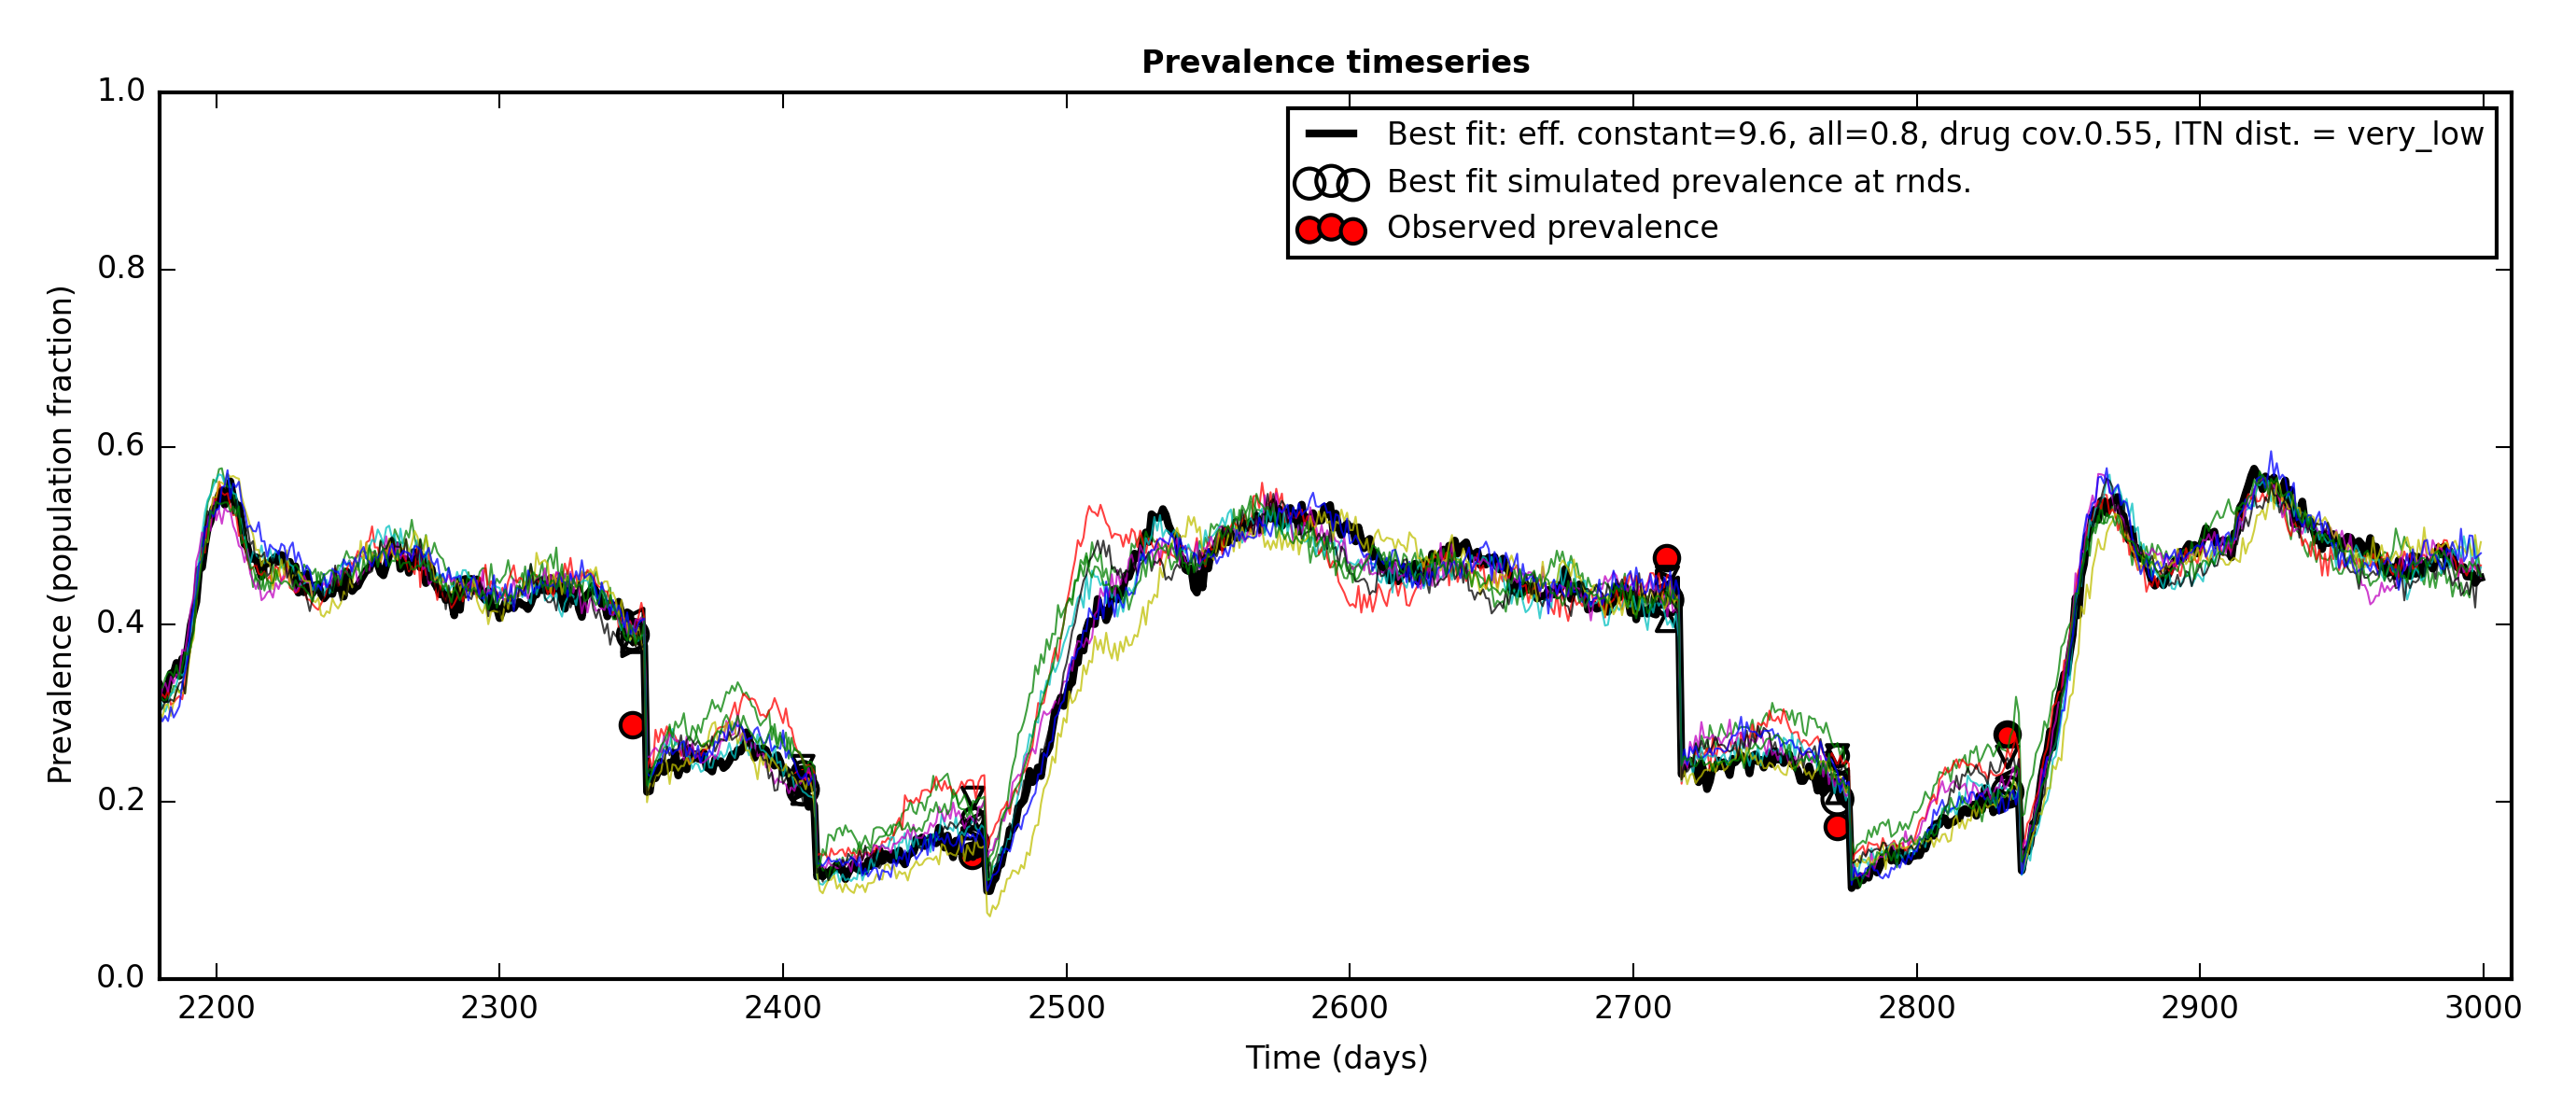 Prevalence timeseries
1.0
0.8
0.6
0.4
0.2
0.0
Prevalence (population fraction)
Best fit: eff. constant=9.6, all=0.8, drug cov.0.55, ITN dist. = very_low
Best fit simulated prevalence at rnds.
Observed prevalence
2200 2300 2400 2500 2600 2700 2800 2900 3000
Time (days)